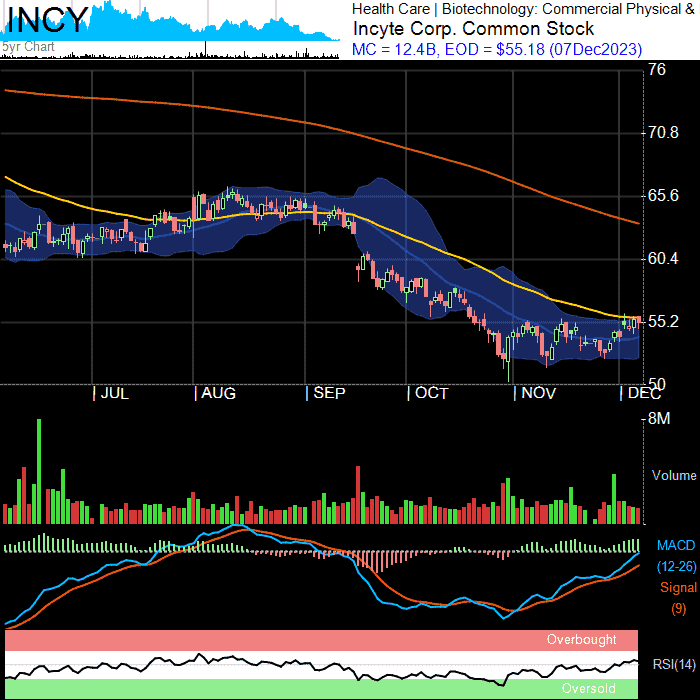 INCY
5yr Chart
Health Care | Biotechnology: Commercial Physical &
Incyte Corp. Common Stock
MC = 12.4B, EOD = $55.18 (07Dec2023)
76
70.8
65.6
60.4
55.2
50
| JUL | AUG | SEP | OCT | NOV | DEC
8M
Volume
MACD
(12-26)
Signal
(9)
Overbought
RSI(14)
Oversold